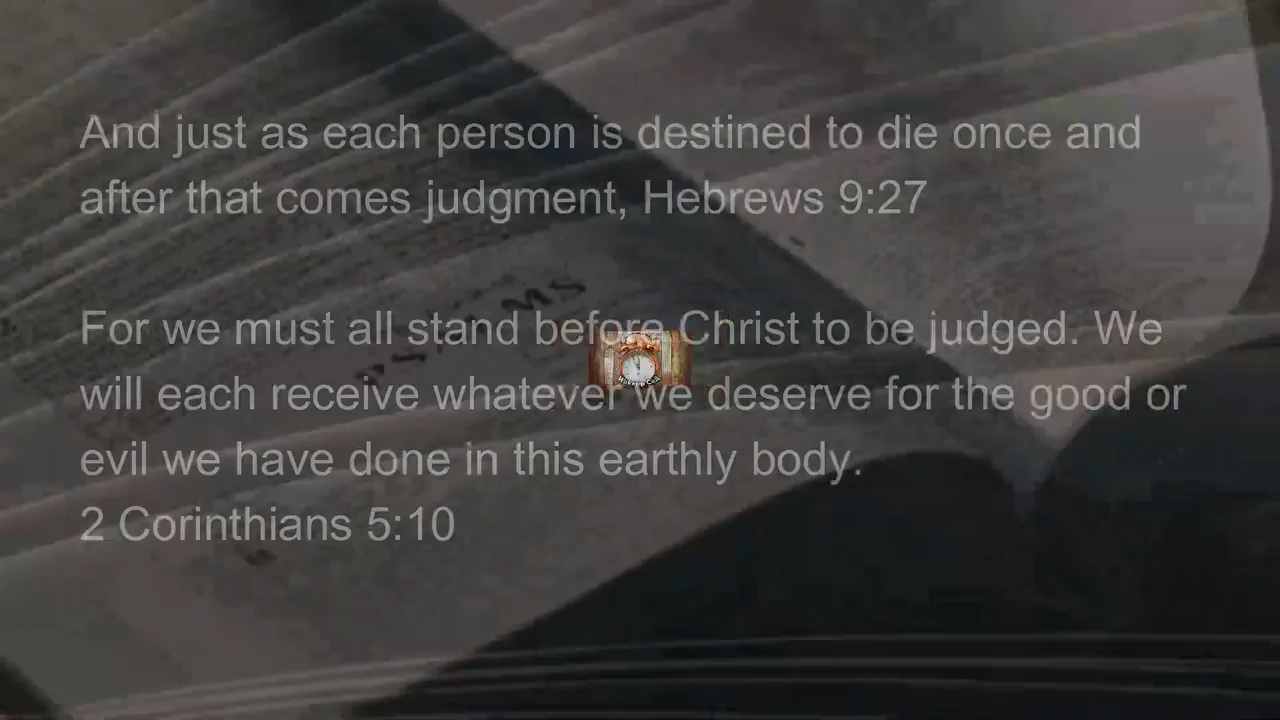 And just as each person is destined to die once and
after that comes judgment, Hebrews 9:27
For we must all stand before Christ to be judged. We
will each receive whatever we deserve for the good or
evil we have done in this earthly body.
2 Corinthians 5:10
PSALMS